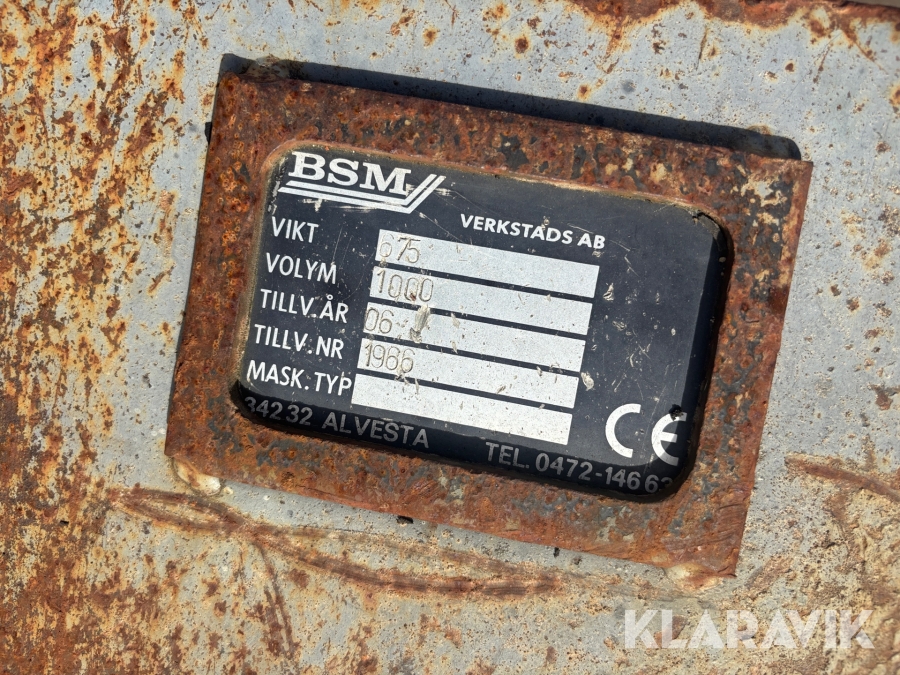 BSM
VERKSTADS AB
VIKT 675
VOLYM 1000
TILLV.ÅR 06
TILLV.NR 1966
MASK.TYP
CE
342 32 ALVESTA TEL. 0472-146 63
KLARAVIK